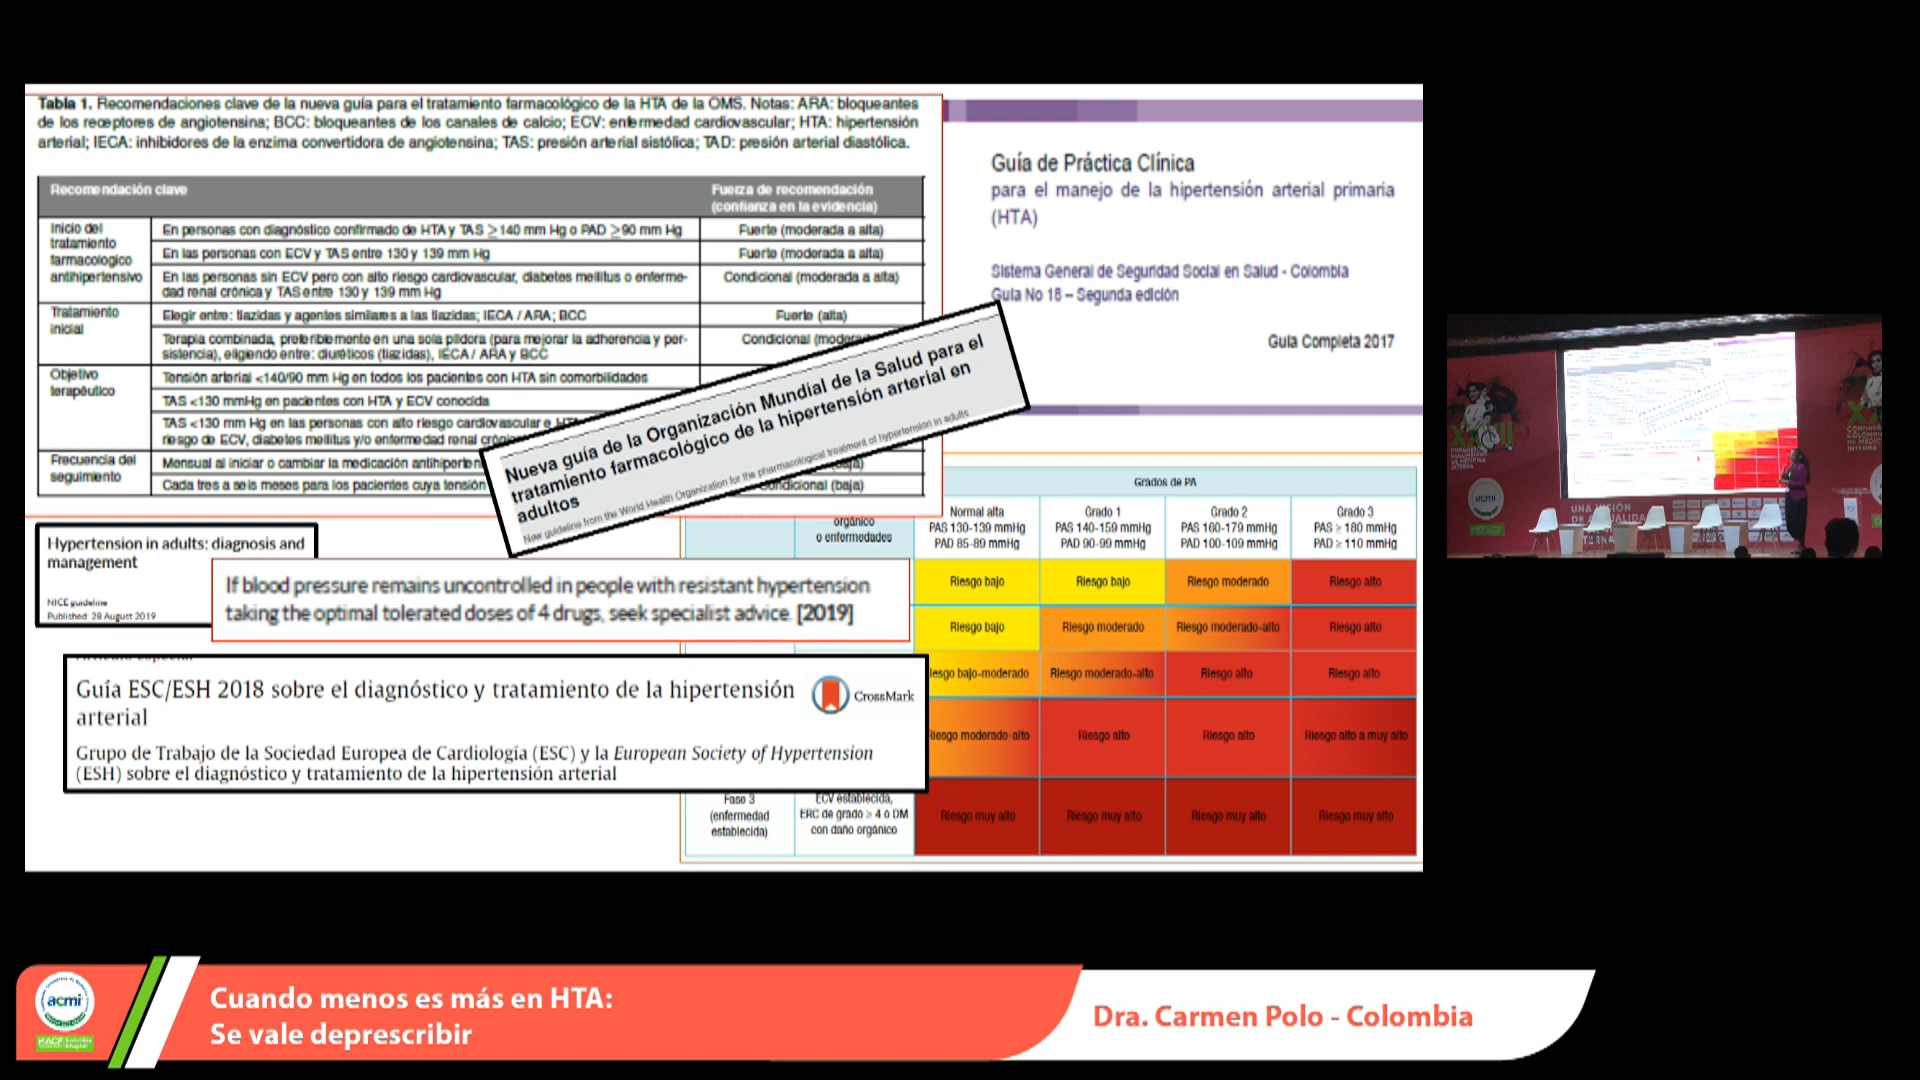 Tabla 1. Recomendaciones clave de la nueva guía para el tratamiento farmacológico de la HTA de la OMS. Notas: ARA: bloqueantes
de los receptores de angiotensina; BCC: bloqueantes de los canales de calcio; ECV: enfermedad cardiovascular; HTA: hipertensión
arterial; IECA: inhibidores de la enzima convertidora de angiotensina; TAS: presión arterial sistólica; TAD: presión arterial diastólica.
Recomendación clave
Fuerza de recomendación
(confianza en la evidencia)
Inicio del
tratamiento
farmacologico
antihipertensivo
En personas con diagnóstico confirmado de HTA y TAS ≥140 mm Hg o PAD ≥90 mm Hg
Fuerte (moderada a alta)
En las personas con ECV y TAS entre 130 y 139 mm Hg
Fuerte (moderada a alta)
En las personas sin ECV pero con alto riesgo cardiovascular, diabetes mellitus o enferme-
dad renal crónica y TAS entre 130 y 139 mm Hg
Condicional (moderada a alta)
Tratamiento
inicial
Elegir entre: tiazidas y agentes similares a las tiazidas; IECA / ARA; BCC
Fuerte (alta)
Terapia combinada, preferiblemente en una sola píldora (para mejorar la adherencia y per-
sistencia), eligiendo entre: diuréticos (tiazidas), IECA / ARA y BCC
Condicional
Objetivo
terapéutico
Tensión arterial <140/90 mm Hg en todos los pacientes con HTA sin comorbilidades
TAS <130 mmHg en pacientes con HTA y ECV conocida
TAS <130 mm Hg en las personas con alto riesgo cardiovascular e HTA
riesgo de ECV, diabetes mellitus y/o enfermedad renal
Frecuencia del
seguimiento
Mensual al iniciar o cambiar la medicación
Cada tres a seis meses para los pacientes cuya tensión
Condicional (baja)
Nueva guía de la Organización Mundial de la Salud para el
tratamiento farmacológico de la hipertensión arterial en
adultos
New guideline from the World Health Organization for the pharmacological treatment of hypertension in adults
Guía de Práctica Clínica
para el manejo de la hipertensión arterial primaria
(HTA)
Sistema General de Seguridad Social en Salud - Colombia
Guía No 18 – Segunda edición
Guía Completa 2017
Hypertension in adults: diagnosis and
management
NICE guideline
Published: 28 August 2019
If blood pressure remains uncontrolled in people with resistant hypertension
taking the optimal tolerated doses of 4 drugs, seek specialist advice. [2019]
Guía ESC/ESH 2018 sobre el diagnóstico y tratamiento de la hipertensión
arterial
CrossMark
Grupo de Trabajo de la Sociedad Europea de Cardiología (ESC) y la European Society of Hypertension
(ESH) sobre el diagnóstico y tratamiento de la hipertensión arterial
Grados de PA
orgánico
o enfermedades
Normal alta
PAS 130-139 mmHg
PAD 85-89 mmHg
Grado 1
PAS 140-159 mmHg
PAD 90-99 mmHg
Grado 2
PAS 160-179 mmHg
PAD 100-109 mmHg
Grado 3
PAS ≥ 180 mmHg
PAD ≥ 110 mmHg
Riesgo bajo
Riesgo bajo
Riesgo moderado
Riesgo alto
Riesgo bajo
Riesgo moderado
Riesgo moderado-alto
Riesgo alto
bajo-moderado
Riesgo moderado-alto
Riesgo alto
Riesgo alto
Riesgo moderado-alto
Riesgo alto
Riesgo alto
Riesgo alto a muy alto
Fase 3
(enfermedad
establecida)
ECV establecida,
ERC de grado ≥ 4 o DM
con daño orgánico
Riesgo muy alto
Riesgo muy alto
Riesgo muy alto
Riesgo muy alto
acmi
Cuando menos es más en HTA:
Se vale deprescribir
Dra. Carmen Polo - Colombia